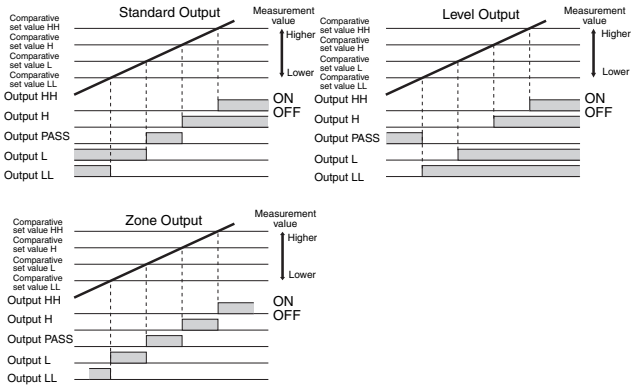 Standard Output
Measurement
value
Comparative
set value HH
Comparative
set value H
Comparative
set value L
Comparative
set value LL
Higher
Lower
Output HH
Output H
Output PASS
Output L
Output LL
ON
OFF
Level Output
Measurement
value
Comparative
set value HH
Comparative
set value H
Comparative
set value L
Comparative
set value LL
Higher
Lower
Output HH
Output H
Output PASS
Output L
Output LL
ON
OFF
Zone Output
Measurement
value
Comparative
set value HH
Comparative
set value H
Comparative
set value L
Comparative
set value LL
Higher
Lower
Output HH
Output H
Output PASS
Output L
Output LL
ON
OFF